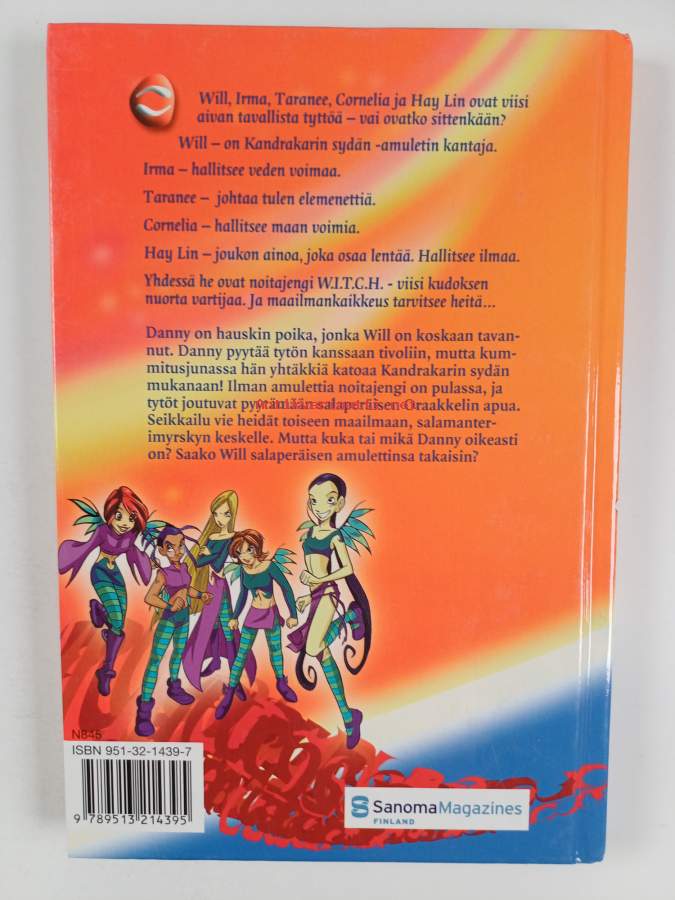 Will, Irma, Taranee, Cornelia ja Hay Lin ovat viisi
aivan tavallista tyttöä – vai ovatko sittenkään?
Will – on Kandrakarin sydän -amuletin kantaja.
Irma – hallitsee veden voimaa.
Taranee – johtaa tulen elemenettiä.
Cornelia – hallitsee maan voimia.
Hay Lin – joukon ainoa, joka osaa lentää. Hallitsee ilmaa.
Yhdessä he ovat noitajengi W.I.T.C.H. - viisi kudoksen
nuorta vartijaa. Ja maailmankaikkeus tarvitsee heitä...
Danny on hauskin poika, jonka Will on koskaan tavan-
nut. Danny pyytää tytön kanssaan tivoliin, mutta kum-
mitusjunassa hän yhtäkkiä katoaa Kandrakarin sydän
mukanaan! Ilman amulettia noitajengi on pulassa, ja
tytöt joutuvat pyytämään salaperäisen Oraakkelin apua.
Seikkailu vie heidät toiseen maailmaan, salamanter-
imyrskyn keskelle. Mutta kuka tai mikä Danny oikeasti
on? Saako Will salaperäisen amulettinsa takaisin?
N845
ISBN 951-32-1439-7
9 789513 214395
SanomaMagazines
FINLAND